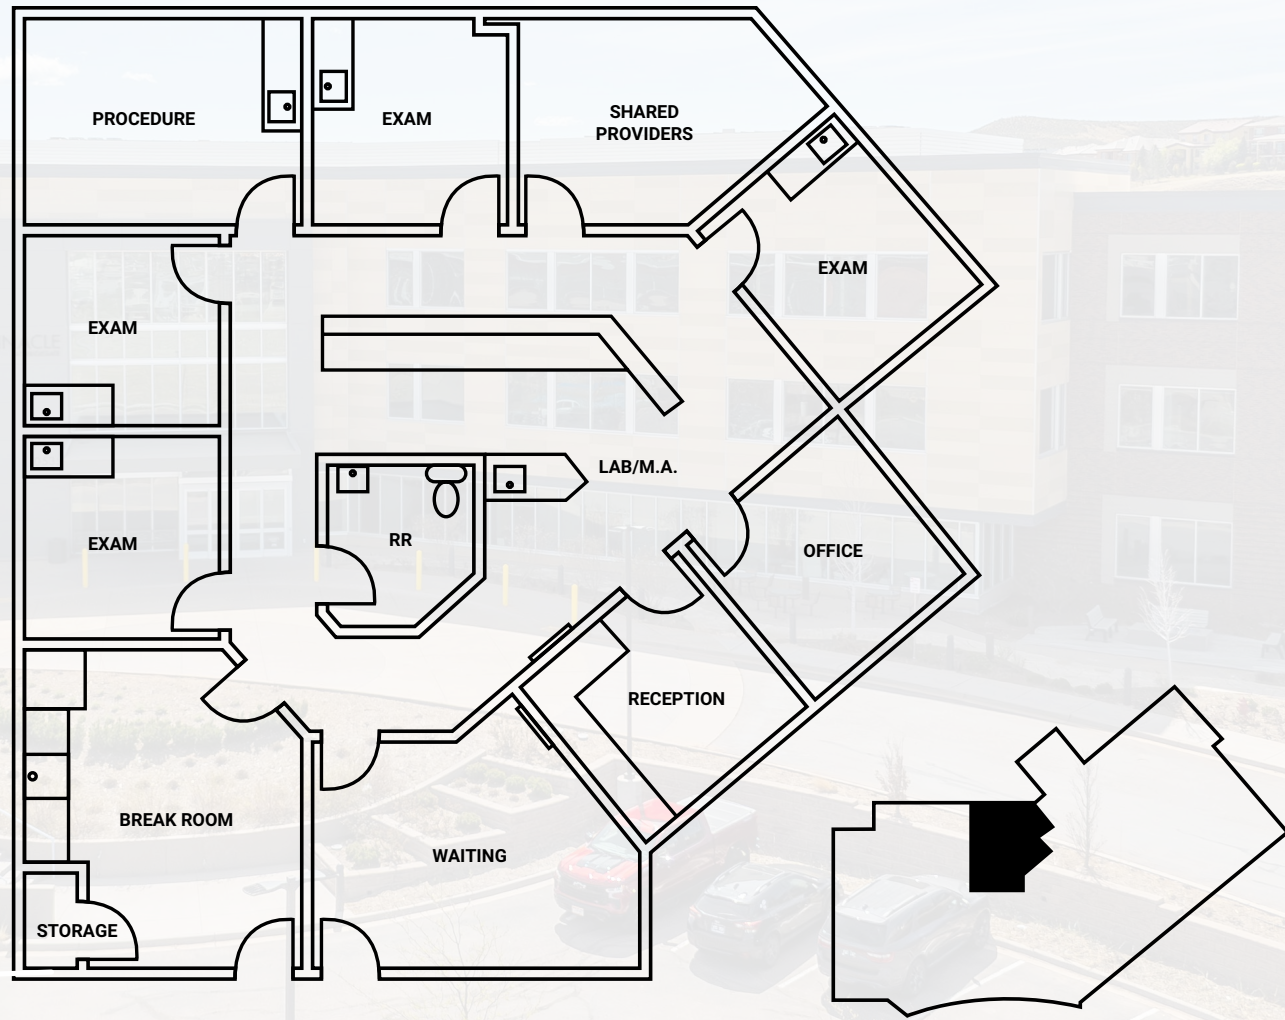 PROCEDURE
EXAM
SHARED
PROVIDERS
EXAM
EXAM
LAB/M.A.
RR
EXAM
OFFICE
RECEPTION
BREAK ROOM
WAITING
STORAGE